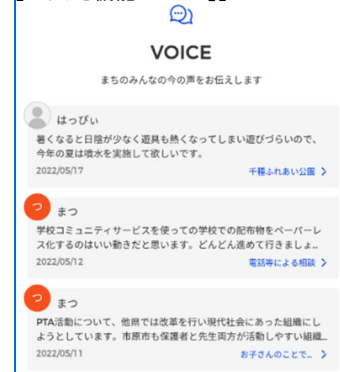 VOICE
まちのみんなの今の声をお伝えします
はっぴぃ
暑くなると日陰が少なく遊具も熱くなってしまい遊びづらいので、
今年の夏は噴水を実施して欲しいです。
2022/05/17 千種ふれあい公園
つ まつ
学校コミュニティサービスを使っての学校での配布物をペーパーレ
ス化するのはいい動きだと思います。どんどん進めて行きましょ...
2022/05/12 電話等による相談
つ まつ
PTA活動について、他県では改革を行い現代社会にあった組織にし
ようとしています。市原市も保護者と先生両方が活動しやすい組織...
2022/05/11 お子さんのことで...